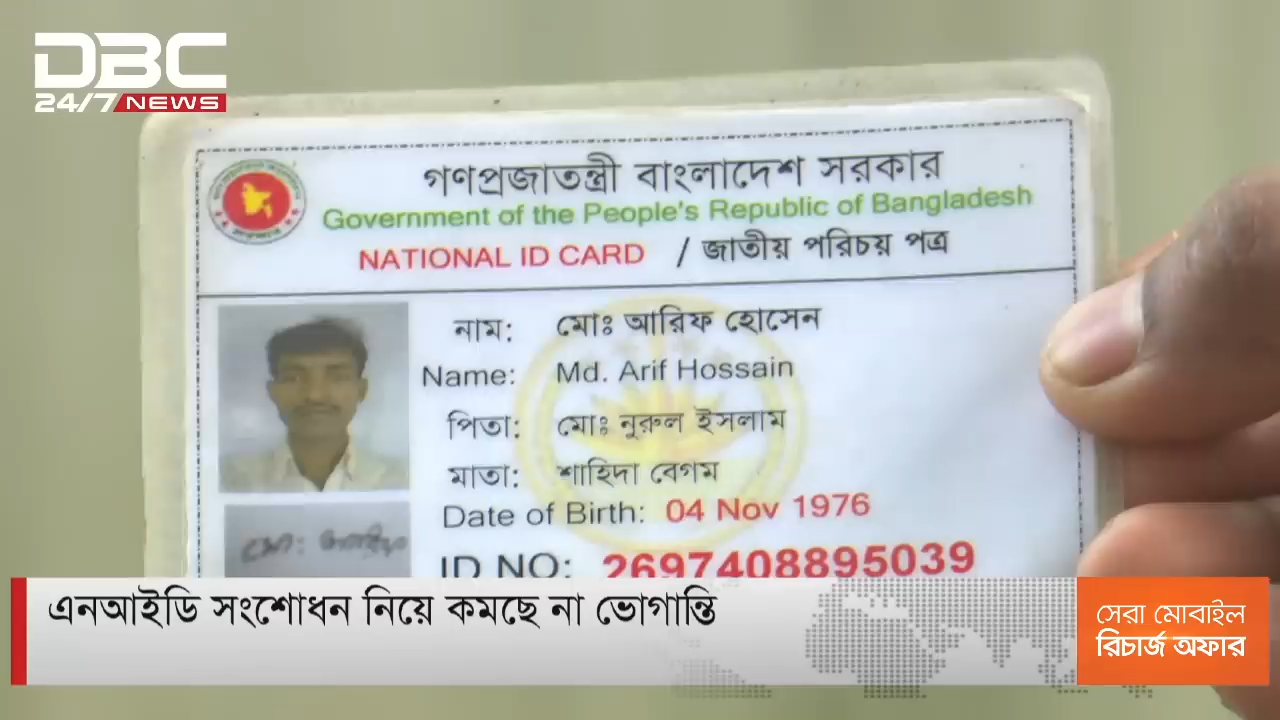 DBC
24/7 NEWS
গণপ্রজাতন্ত্রী বাংলাদেশ সরকার
Government of the People's Republic of Bangladesh
NATIONAL ID CARD / জাতীয় পরিচয় পত্র
নাম: মোঃ আরিফ হোসেন
Name: Md. Arif Hossain
পিতা: মোঃ নুরুল ইসলাম
মাতা: শাহিদা বেগম
Date of Birth: 04 Nov 1976
ID NO: 2697408895039
এনআইডি সংশোধন নিয়ে কমছে না ভোগান্তি
সেরা মোবাইল
রিচার্জ অফার